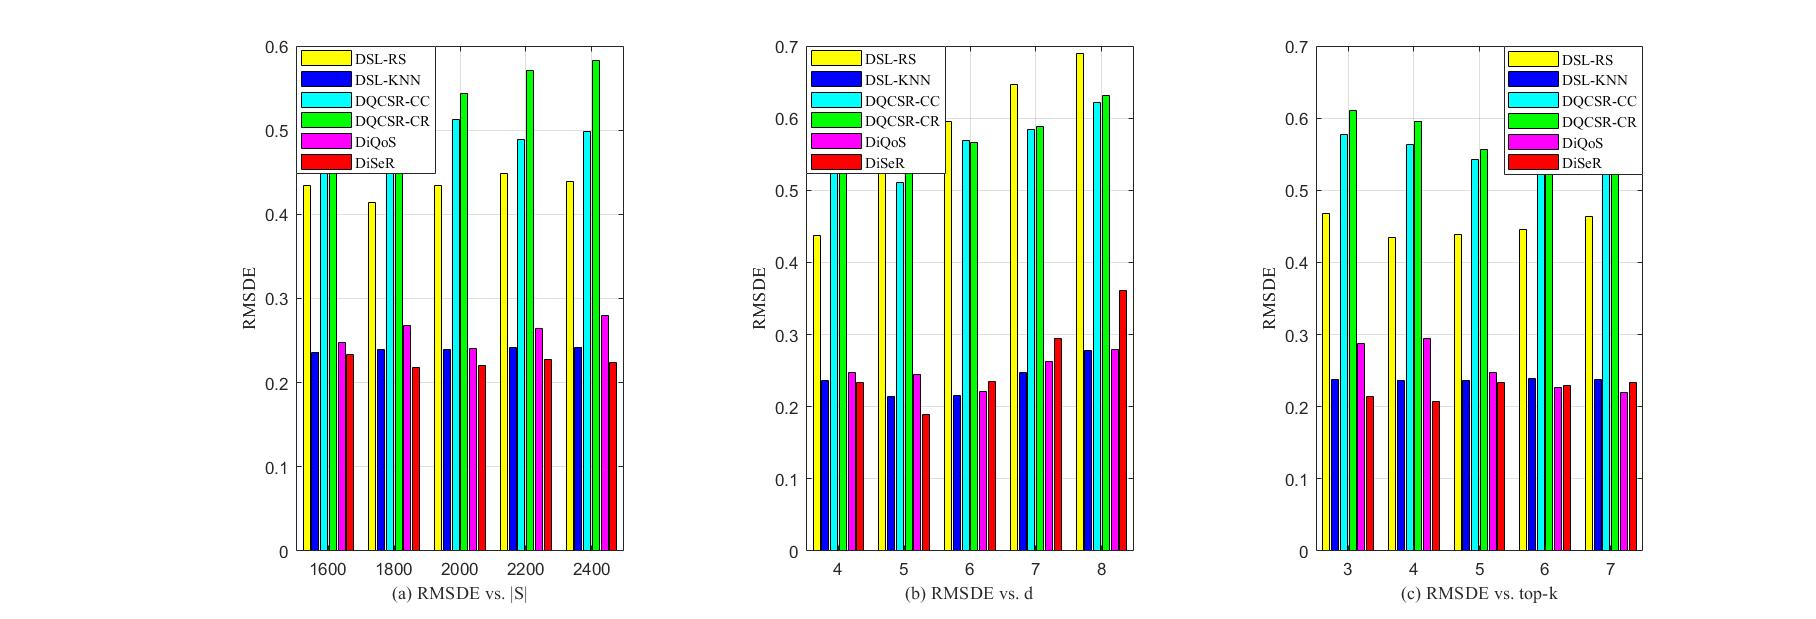 0.6
0.5
0.4
0.3
0.2
0.1
0
RMSDE
DSL-RS
DSL-KNN
DQCSR-CC
DQCSR-CR
DiQoS
DiSeR
1600 1800 2000 2200 2400
(a) RMSDE vs. |S|
0.7
0.6
0.5
0.4
0.3
0.2
0.1
0
RMSDE
DSL-RS
DSL-KNN
DQCSR-CC
DQCSR-CR
DiQoS
DiSeR
4 5 6 7 8
(b) RMSDE vs. d
0.7
0.6
0.5
0.4
0.3
0.2
0.1
0
RMSDE
DSL-RS
DSL-KNN
DQCSR-CC
DQCSR-CR
DiQoS
DiSeR
3 4 5 6 7
(c) RMSDE vs. top-k